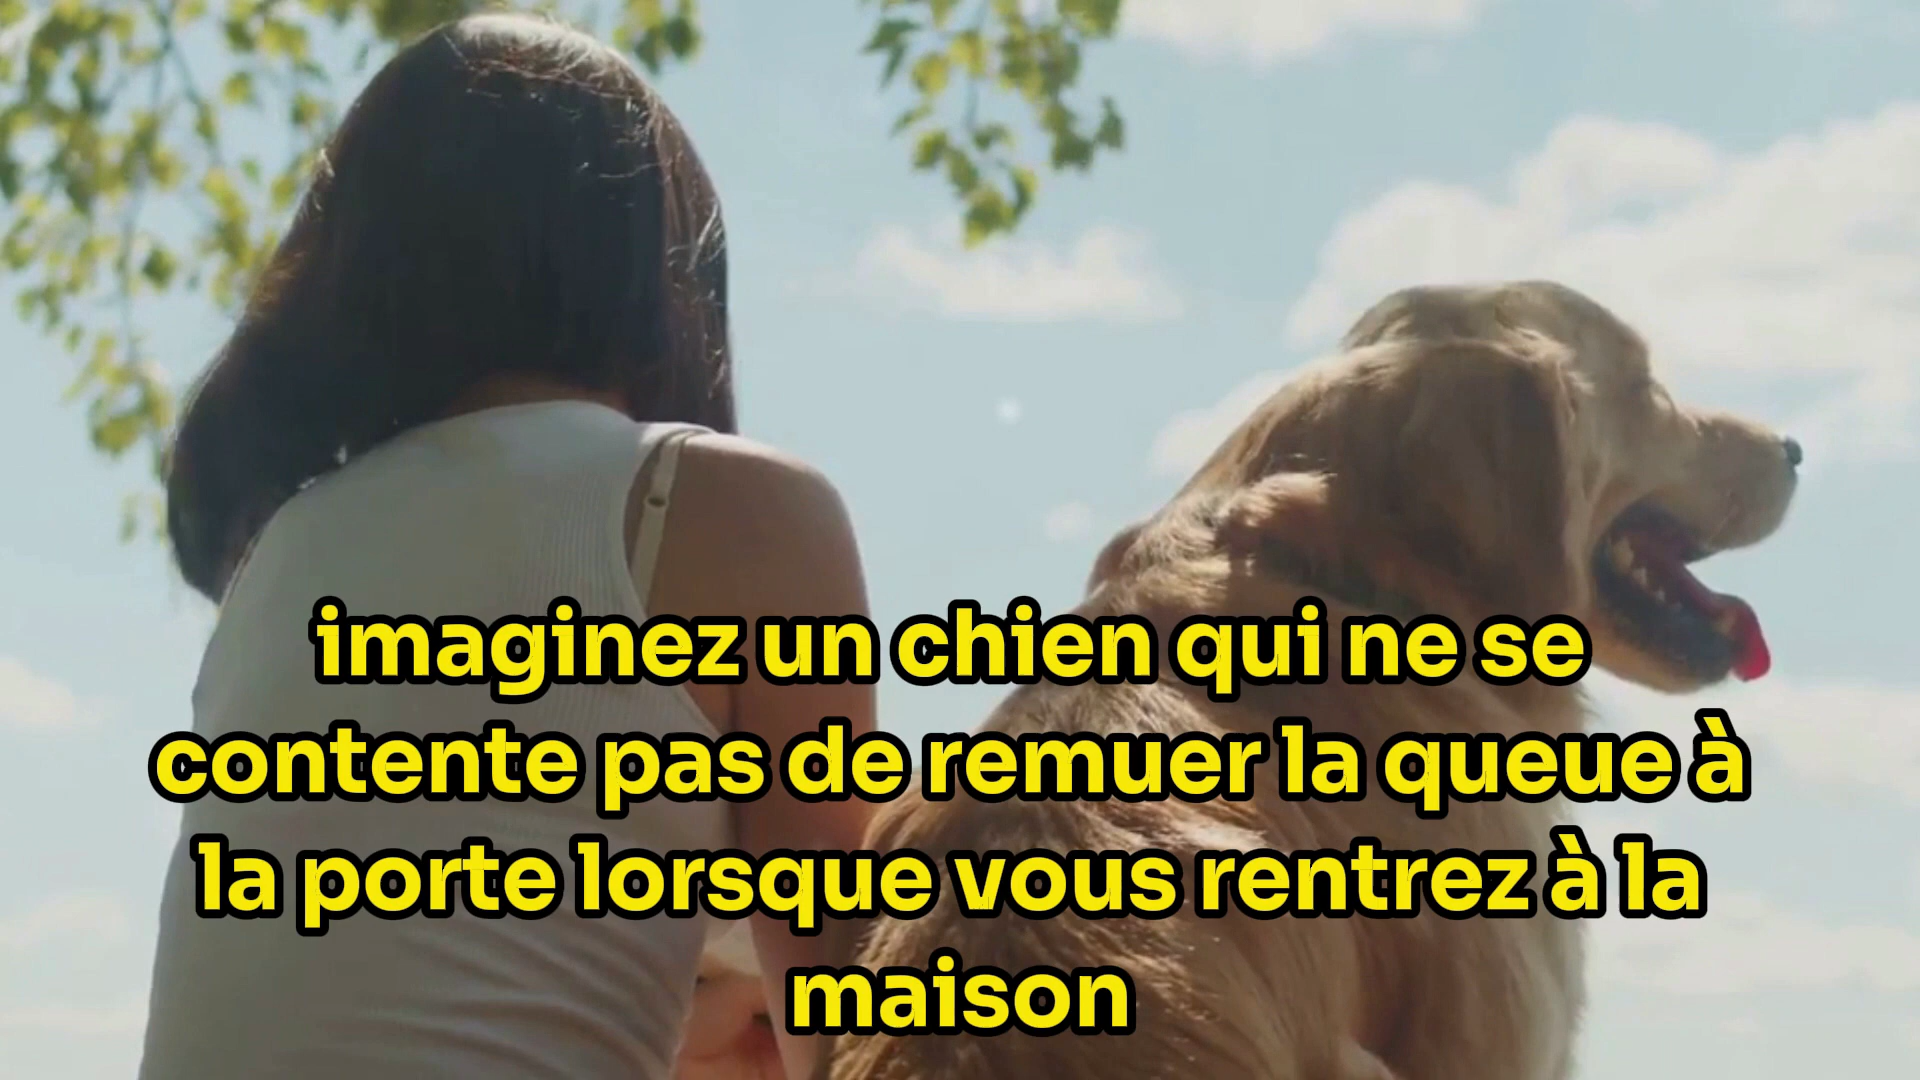 imaginez un chien qui ne se
contente pas de remuer la queue à
la porte lorsque vous rentrez à la
maison